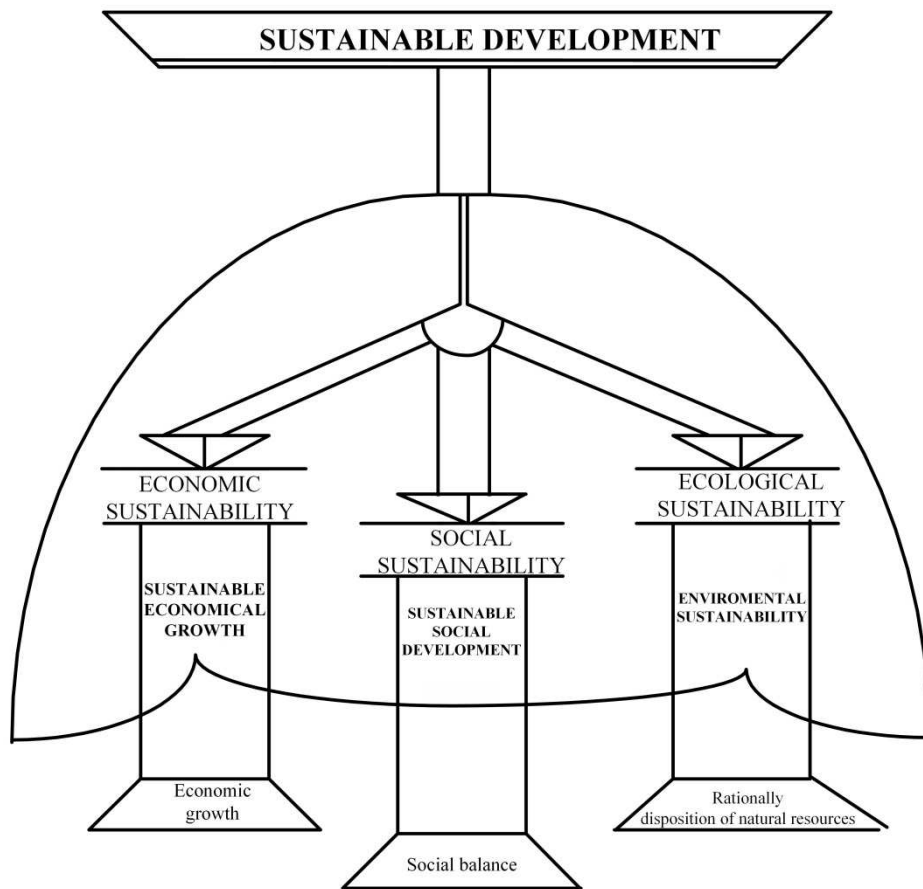 SUSTAINABLE DEVELOPMENT
ECONOMIC
SUSTAINABILITY
SUSTAINABLE
ECONOMICAL
GROWTH
Economic
growth
SOCIAL
SUSTAINABILITY
SUSTAINABLE
SOCIAL
DEVELOPMENT
Social balance
ECOLOGICAL
SUSTAINABILITY
ENVIROMENTAL
SUSTAINABILITY
Rationally
disposition of natural resources